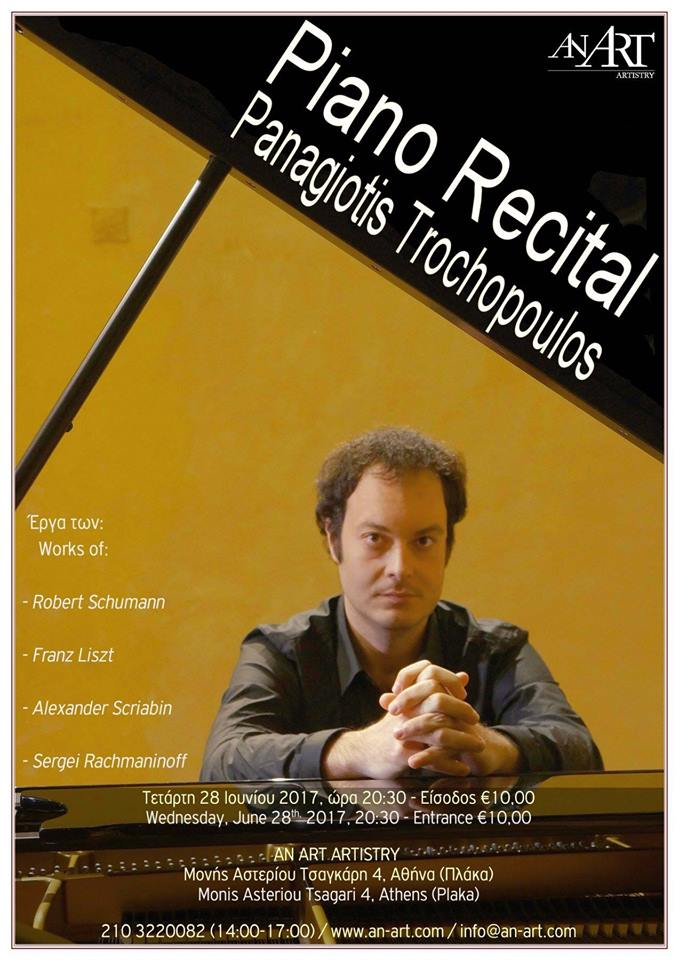 AN ART
ARTISTRY
Piano Recital
Panagiotis Trochopoulos
Έργα των:
Works of:
- Robert Schumann
- Franz Liszt
- Alexander Scriabin
- Sergei Rachmaninoff
Τετάρτη 28 Ιουνίου 2017, ώρα 20:30 - Είσοδος €10,00
Wednesday, June 28th, 2017, 20:30 - Entrance €10,00
AN ART ARTISTRY
Μονής Αστερίου Τσαγκάρη 4, Αθήνα (Πλάκα)
Monis Asteriou Tsagari 4, Athens (Plaka)
210 3220082 (14:00-17:00) / www.an-art.com / info@an-art.com